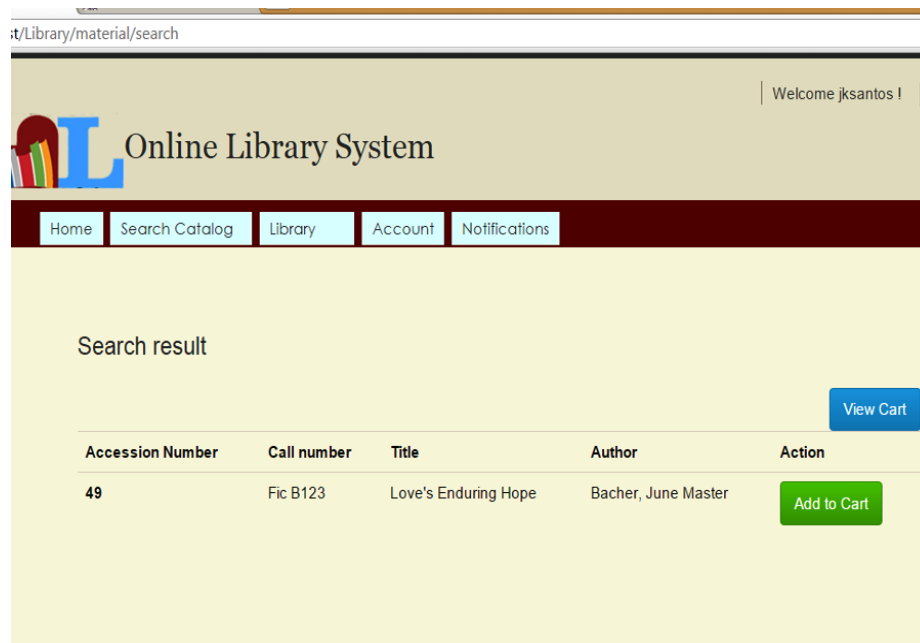 st/Library/material/search
Welcome jksantos !
L Online Library System
Home Search Catalog Library Account Notifications
Search result
View Cart
Accession Number Call number Title Author Action
49 Fic B123 Love's Enduring Hope Bacher, June Master Add to Cart